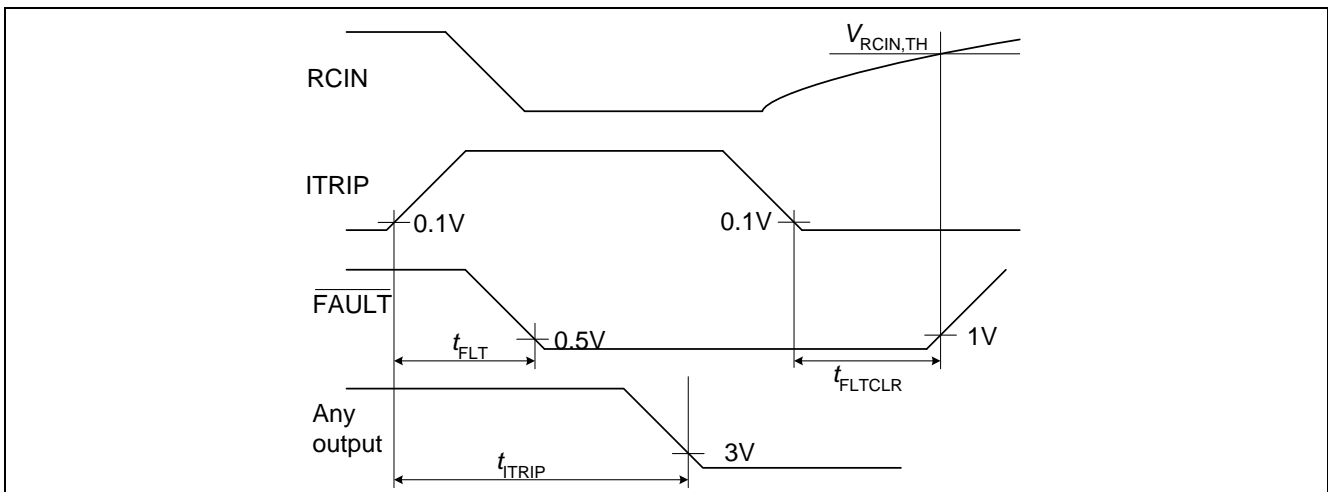 V_RCIN,TH
RCIN
ITRIP
0.1V
0.1V
FAULT
0.5V
1V
t_FLT
t_FLTCLR
Any
output
3V
t_ITRIP